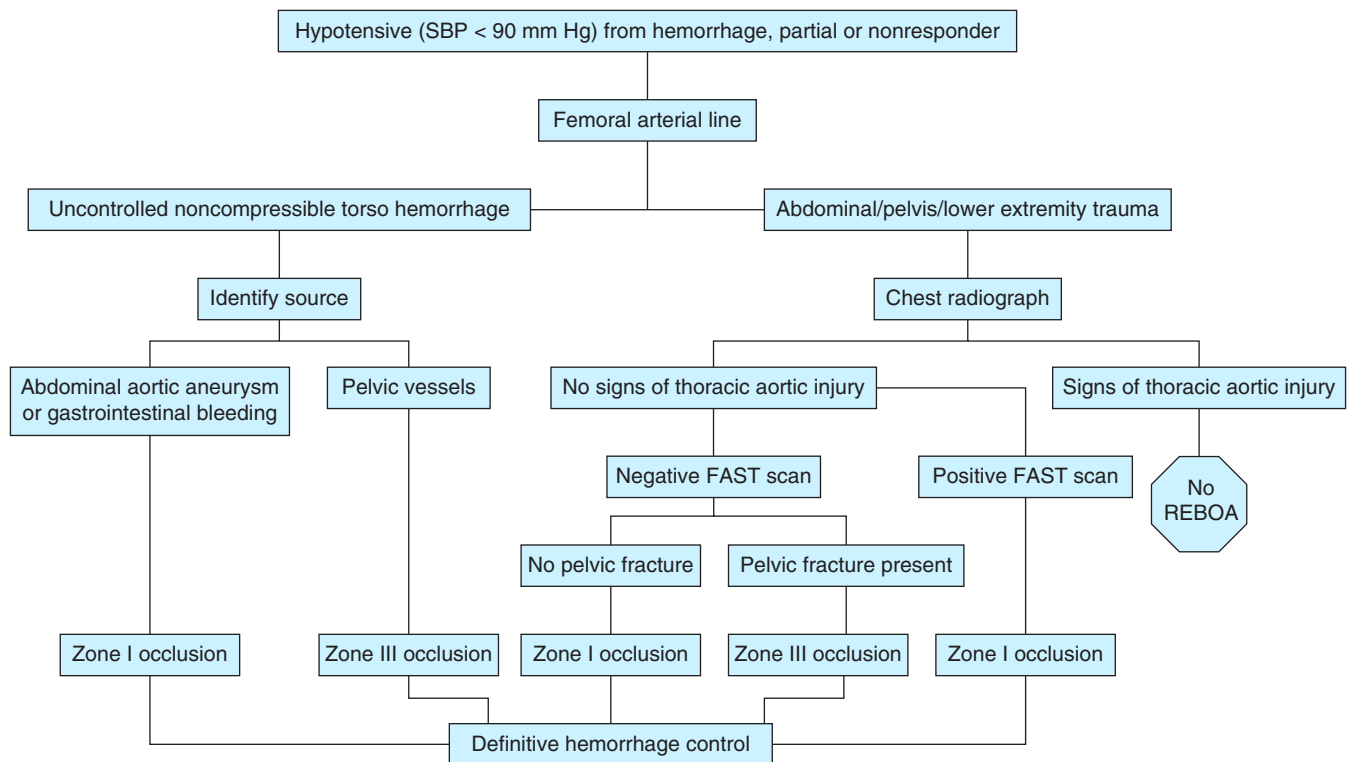 Hypotensive (SBP < 90 mm Hg) from hemorrhage, partial or nonresponder
Femoral arterial line
Uncontrolled noncompressible torso hemorrhage
Abdominal/pelvis/lower extremity trauma
Identify source
Chest radiograph
Abdominal aortic aneurysm
or gastrointestinal bleeding
Pelvic vessels
No signs of thoracic aortic injury
Signs of thoracic aortic injury
Negative FAST scan
Positive FAST scan
No
REBOA
No pelvic fracture
Pelvic fracture present
Zone I occlusion
Zone III occlusion
Zone I occlusion
Zone III occlusion
Zone I occlusion
Definitive hemorrhage control